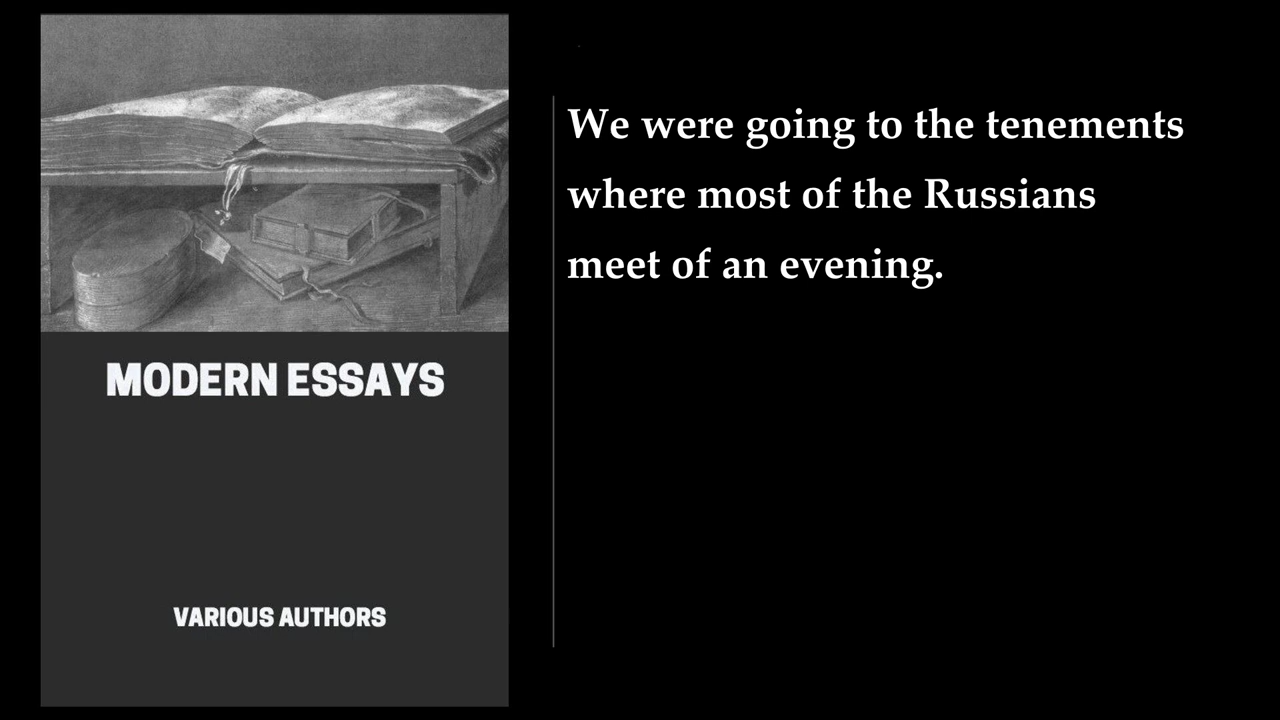 MODERN ESSAYS
VARIOUS AUTHORS
We were going to the tenements
where most of the Russians
meet of an evening.